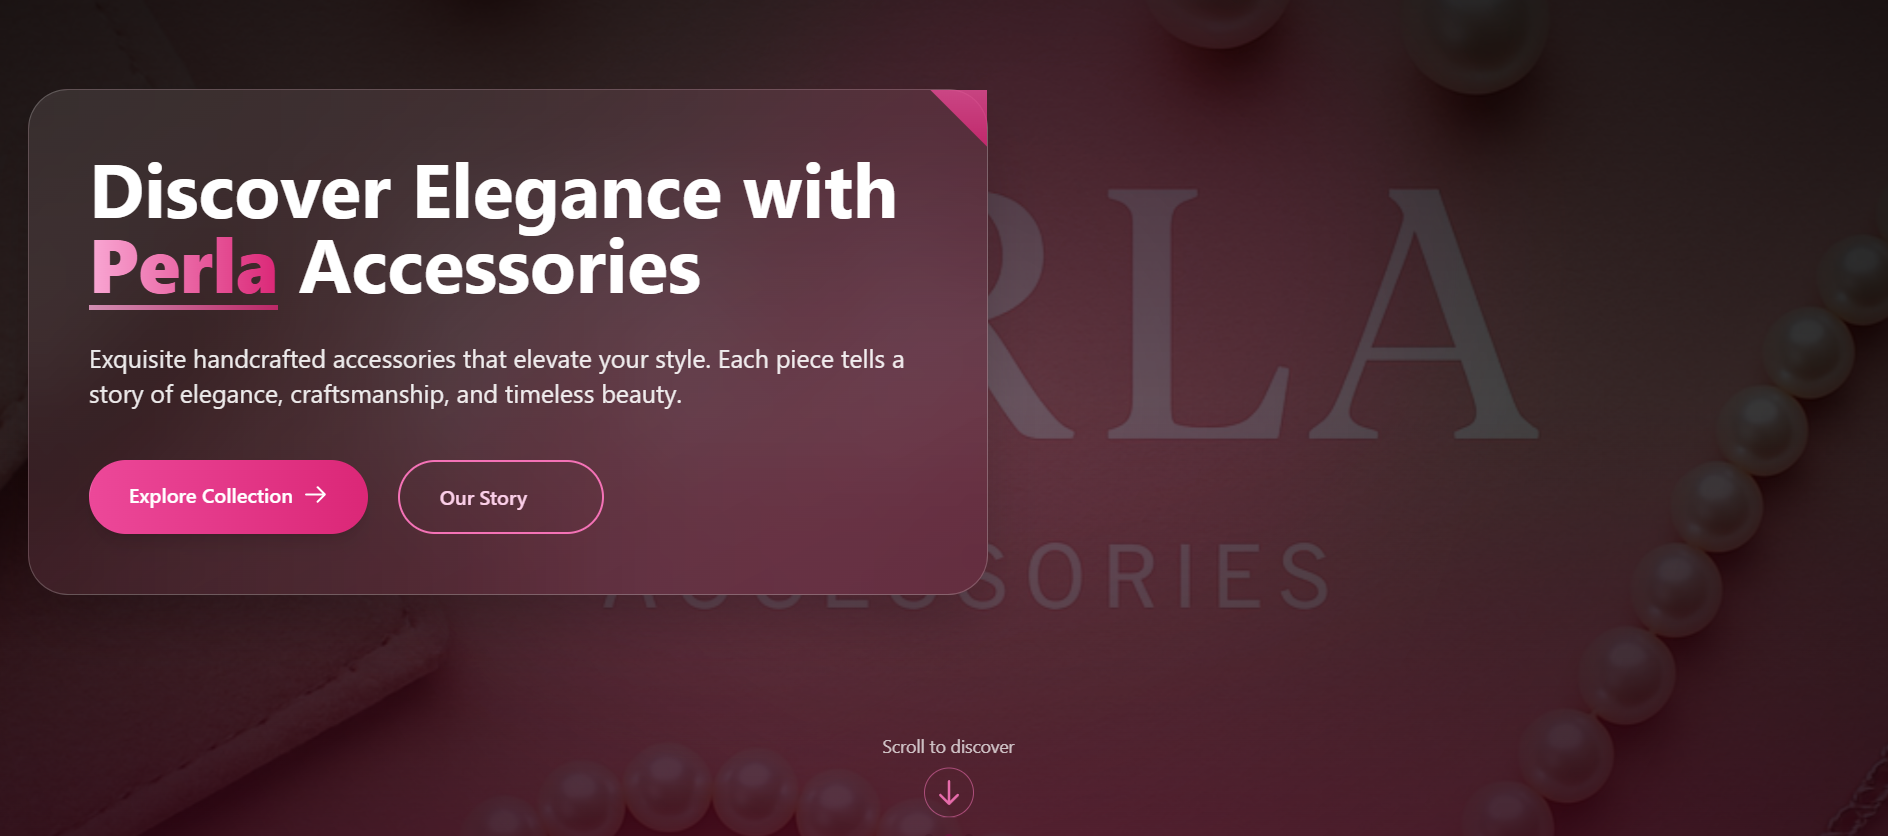 Discover Elegance with
Perla Accessories
Exquisite handcrafted accessories that elevate your style. Each piece tells a
story of elegance, craftsmanship, and timeless beauty.
Explore Collection →
Our Story
RLA
ACCESSORIES
Scroll to discover